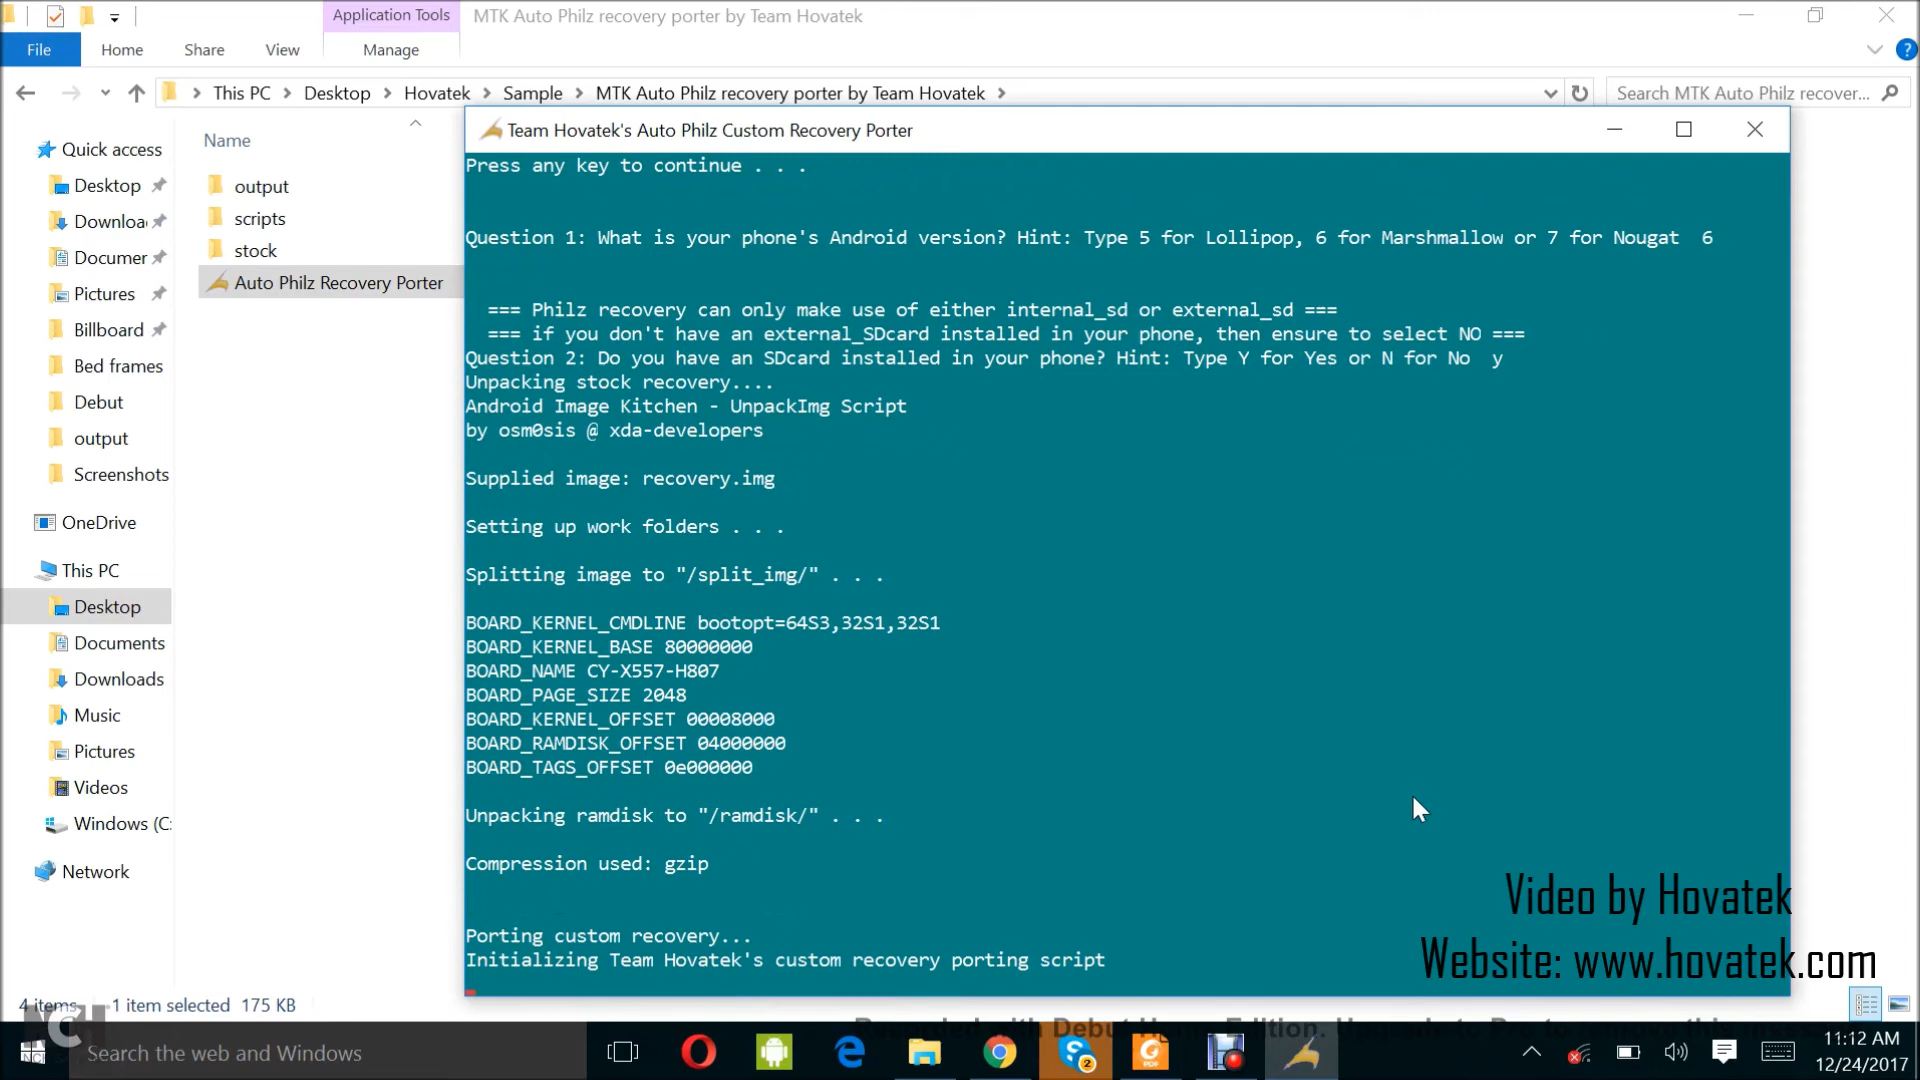 Application Tools
MTK Auto Philz recovery porter by Team Hovatek
File
Home
Share
View
Manage
This PC
Desktop
Hovatek
Sample
MTK Auto Philz recovery porter by Team Hovatek
Search MTK Auto Philz recover...
Quick access
Desktop
Downloa
Documer
Pictures
Billboard
Bed frames
Debut
output
Screenshots
OneDrive
This PC
Desktop
Documents
Downloads
Music
Pictures
Videos
Windows (C:
Network
Name
output
scripts
stock
Auto Philz Recovery Porter
Team Hovatek's Auto Philz Custom Recovery Porter
Press any key to continue . . .
Question 1: What is your phone's Android version? Hint: Type 5 for Lollipop, 6 for Marshmallow or 7 for Nougat  6
=== Philz recovery can only make use of either internal_sd or external_sd ===
=== if you don't have an external_SDcard installed in your phone, then ensure to select NO ===
Question 2: Do you have an SDcard installed in your phone? Hint: Type Y for Yes or N for No  y
Unpacking stock recovery....
Android Image Kitchen - UnpackImg Script
by osm0sis @ xda-developers
Supplied image: recovery.img
Setting up work folders . . .
Splitting image to "/split_img/" . . .
BOARD_KERNEL_CMDLINE bootopt=64S3,32S1,32S1
BOARD_KERNEL_BASE 80000000
BOARD_NAME CY-X557-H807
BOARD_PAGE_SIZE 2048
BOARD_KERNEL_OFFSET 00008000
BOARD_RAMDISK_OFFSET 04000000
BOARD_TAGS_OFFSET 0e000000
Unpacking ramdisk to "/ramdisk/" . . .
Compression used: gzip
Porting custom recovery...
Initializing Team Hovatek's custom recovery porting script
Video by Hovatek
Website: www.hovatek.com
4 items
1 item selected
175 KB
NCH
Recorded with Debut Home Edition.
Search the web and Windows
2
11:12 AM
12/24/2017